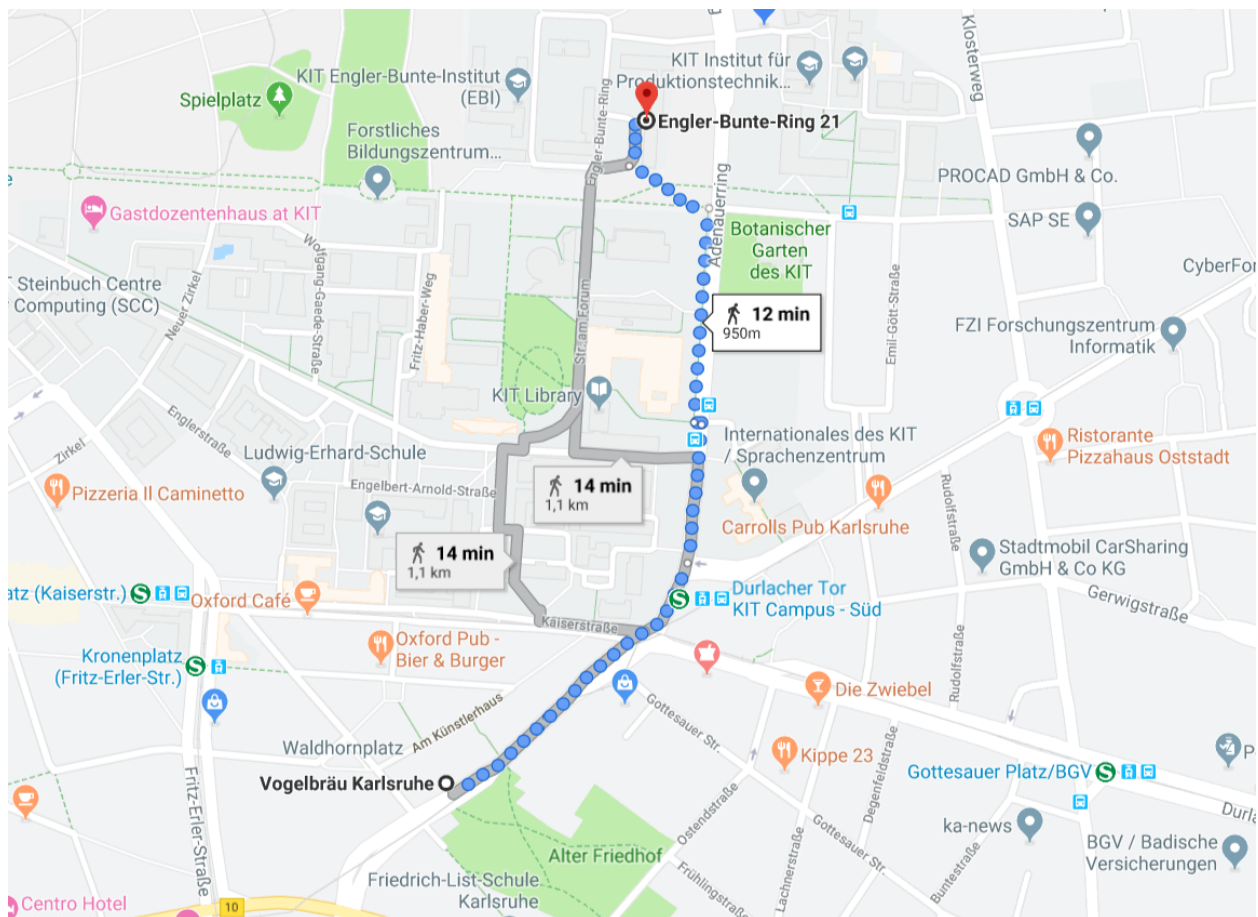 KIT Engler-Bunte-Institut
(EBI)
KIT Institut für
Produktionstechnik...
Klosterweg
Spielplatz
Engler-Bunte-Ring
Engler-Bunte-Ring 21
Forstliches
Bildungszentrum...
Engler-Bunte-Ring
PROCAD GmbH & Co.
Gastdozentenhaus at KIT
SAP SE
Adenauerring
Botanischer
Garten
des KIT
Wolfgang-Gaede-Straße
Steinbuch Centre
Computing (SCC)
Neuer Zirkel
Fritz-Haber-Weg
Str. am Forum
CyberFor
12 min
950m
Emil-Gött-Straße
FZI Forschungszentrum
Informatik
KIT Library
Englerstraße
Zirkel
Ludwig-Erhard-Schule
Internationales des KIT
/ Sprachenzentrum
Ristorante
Pizzahaus Oststadt
Pizzeria Il Caminetto
Engelbert-Arnold-Straße
14 min
1,1 km
Rudolfstraße
Carrolls Pub Karlsruhe
14 min
1,1 km
Stadtmobil CarSharing
GmbH & Co KG
atz (Kaiserstr.)
S
Oxford Café
S
Durlacher Tor
KIT Campus - Süd
Gerwigstraße
Kaiserstraße
Oxford Pub -
Bier & Burger
Kronenplatz
(Fritz-Erler-Str.)
S
Rudolfstraße
Die Zwiebel
Am Künstlerhaus
Gottesauer Str.
Waldhornplatz
Kippe 23
Vogelbräu Karlsruhe
Degenfeldstraße
Gottesauer Platz/BGV
S
P
Fritz-Erler-Straße
Ostendstraße
Gottesauer Str.
Durla
ka-news
Alter Friedhof
BGV / Badische
Versicherungen
Friedrich-List-Schule
Karlsruhe
Frühlingstraße
Lachnerstraße
Buntestraße
Centro Hotel
10